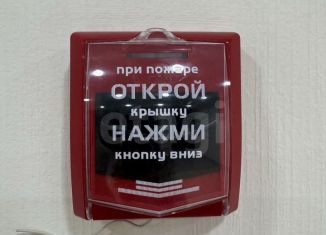 при пожаре
ОТКРОЙ
крышку
НАЖМИ
кнопку вниз